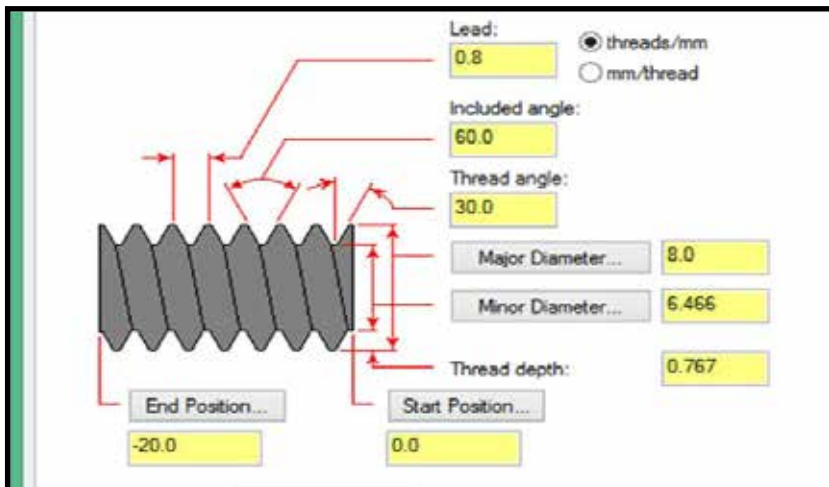 Lead:
0.8
threads/mm
mm/thread
Included angle:
60.0
Thread angle:
30.0
Major Diameter... 8.0
Minor Diameter... 6.466
Thread depth: 0.767
End Position... Start Position...
-20.0 0.0